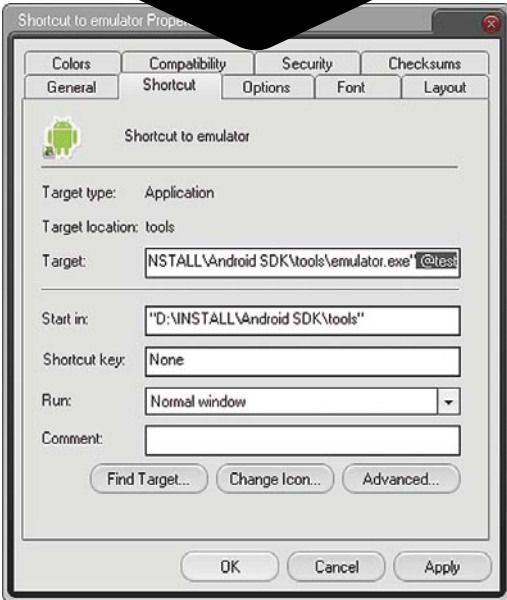 Shortcut to emulator Prope
Colors Compatibility Security Checksums
General Shortcut Options Font Layout
Shortcut to emulator
Target type: Application
Target location: tools
Target: NSTALL\Android SDK\tools\emulator.exe" @test
Start in: "D:\INSTALL\Android SDK\tools"
Shortcut key: None
Run: Normal window
Comment:
Find Target... Change Icon... Advanced...
OK Cancel Apply